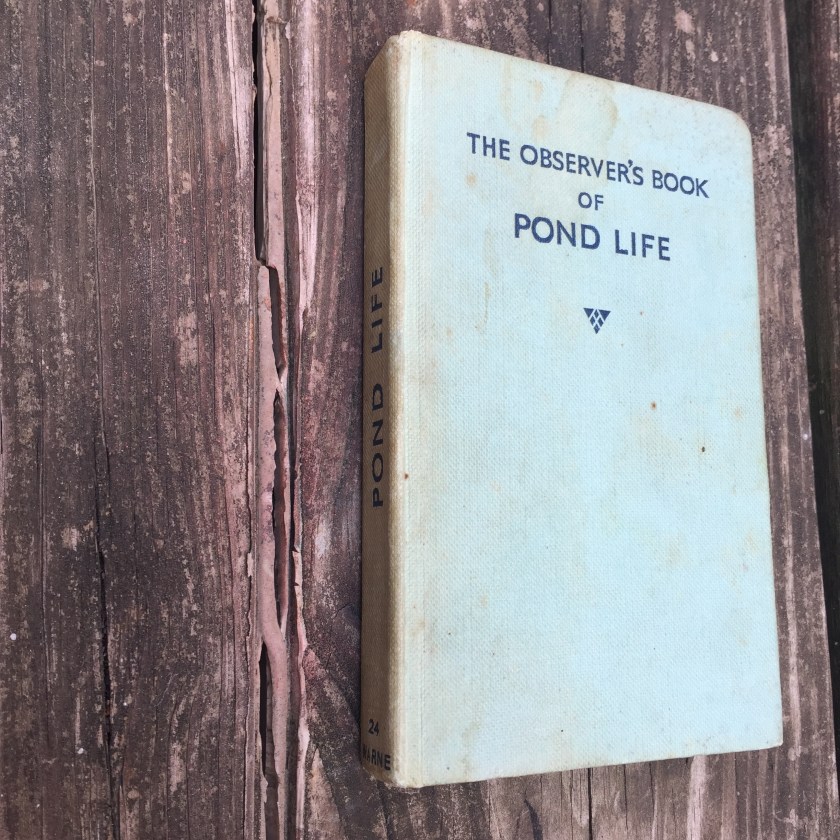 THE OBSERVER'S BOOK
OF
POND LIFE
POND LIFE
24
WARNE